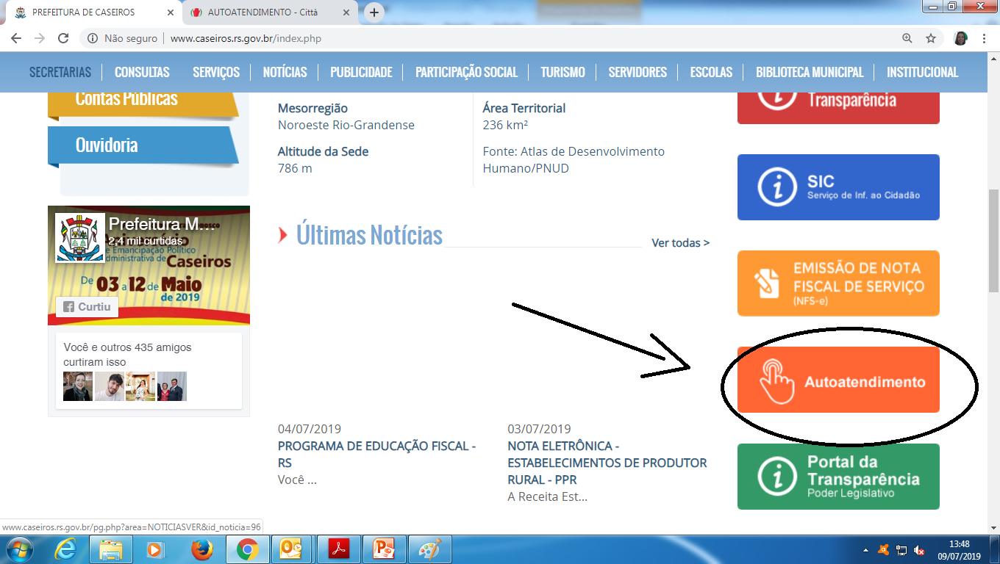 PREFEITURA DE CASEIROS
AUTOATENDIMENTO - Città
Não seguro
www.caseiros.rs.gov.br/index.php
SECRETARIAS
CONSULTAS
SERVIÇOS
NOTÍCIAS
PUBLICIDADE
PARTICIPAÇÃO SOCIAL
TURISMO
SERVIDORES
ESCOLAS
BIBLIOTECA MUNICIPAL
INSTITUCIONAL
Contas Públicas
Ouvidoria
Prefeitura M...
2,4 mil curtidas
e Emancipação Político
Administrativa de Caseiros
De 03 a 12 de Maio
de 2019
Curtiu
Você e outros 435 amigos
curtiram isso
Mesorregião
Noroeste Rio-Grandense
Altitude da Sede
786 m
Área Territorial
236 km²
Fonte: Atlas de Desenvolvimento
Humano/PNUD
Últimas Notícias
Ver todas >
04/07/2019
PROGRAMA DE EDUCAÇÃO FISCAL -
RS
Você ...
03/07/2019
NOTA ELETRÔNICA -
ESTABELECIMENTOS DE PRODUTOR
RURAL - PPR
A Receita Est...
Transparência
SIC
Serviço de Inf. ao Cidadão
EMISSÃO DE NOTA
FISCAL DE SERVIÇO
(NFS-e)
Autoatendimento
Portal da
Transparência
Poder Legislativo
www.caseiros.rs.gov.br/pg.php?area=NOTICIASVER&id_noticia=96
13:48
09/07/2019